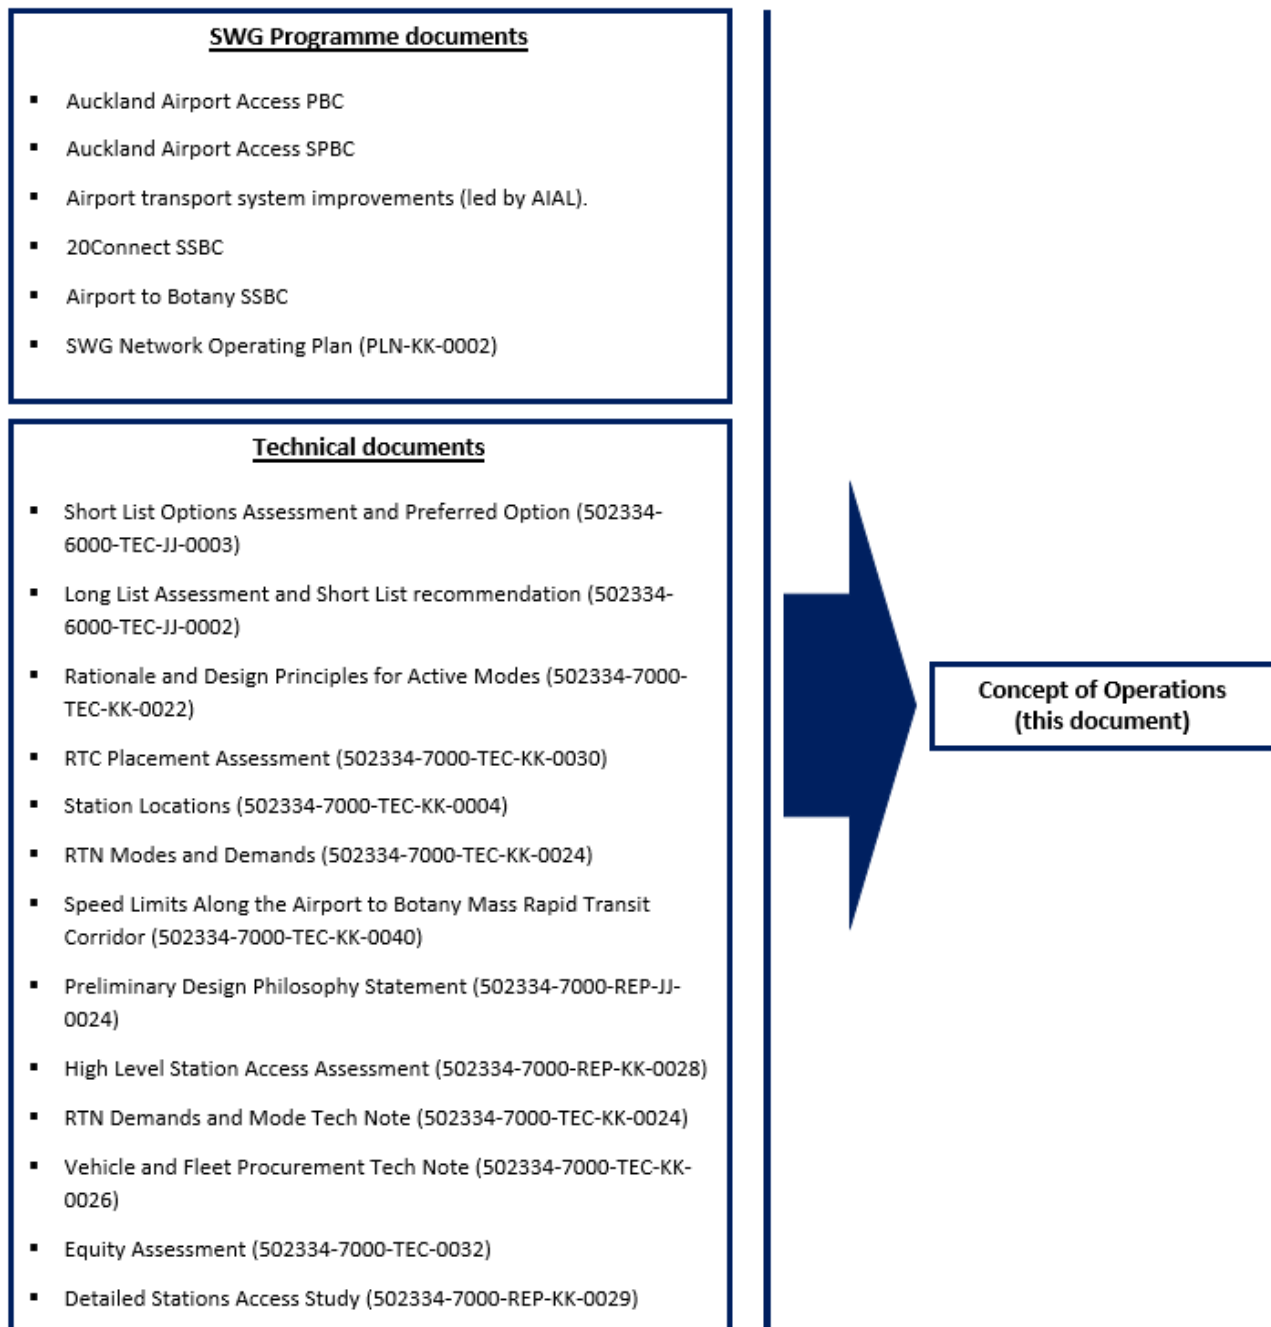 SWG Programme documents
▪ Auckland Airport Access PBC
▪ Auckland Airport Access SPBC
▪ Airport transport system improvements (led by AIAL).
▪ 20Connect SSBC
▪ Airport to Botany SSBC
▪ SWG Network Operating Plan (PLN-KK-0002)
Technical documents
▪ Short List Options Assessment and Preferred Option (502334-
6000-TEC-JJ-0003)
▪ Long List Assessment and Short List recommendation (502334-
6000-TEC-JJ-0002)
▪ Rationale and Design Principles for Active Modes (502334-7000-
TEC-KK-0022)
▪ RTC Placement Assessment (502334-7000-TEC-KK-0030)
▪ Station Locations (502334-7000-TEC-KK-0004)
▪ RTN Modes and Demands (502334-7000-TEC-KK-0024)
▪ Speed Limits Along the Airport to Botany Mass Rapid Transit
Corridor (502334-7000-TEC-KK-0040)
▪ Preliminary Design Philosophy Statement (502334-7000-REP-JJ-
0024)
▪ High Level Station Access Assessment (502334-7000-REP-KK-0028)
▪ RTN Demands and Mode Tech Note (502334-7000-TEC-KK-0024)
▪ Vehicle and Fleet Procurement Tech Note (502334-7000-TEC-KK-
0026)
▪ Equity Assessment (502334-7000-TEC-0032)
▪ Detailed Stations Access Study (502334-7000-REP-KK-0029)
Concept of Operations
(this document)